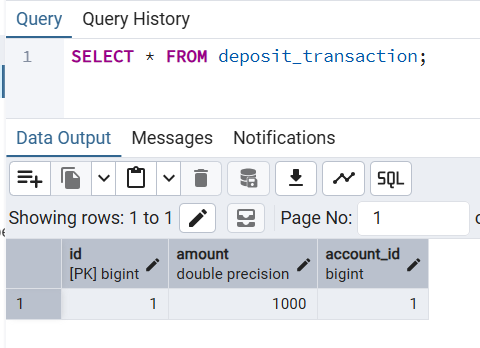 Query Query History
1 SELECT * FROM deposit_transaction;
Data Output Messages Notifications
SQL
Showing rows: 1 to 1 Page No: 1
id amount account_id
[PK] bigint double precision bigint
1 1 1000 1